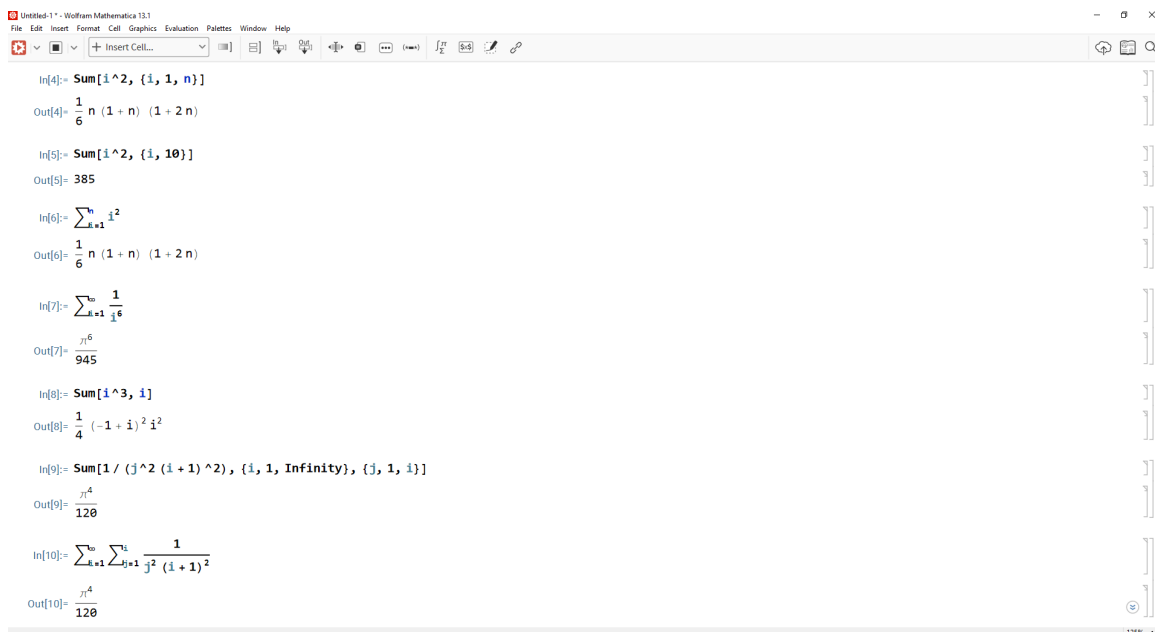 Untitled-1 * - Wolfram Mathematica 13.1
File Edit Insert Format Cell Graphics Evaluation Palettes Window Help
+ Insert Cell...
In[4]:= Sum[i^2, {i, 1, n}]
Out[4]= 1/6 n (1 + n) (1 + 2 n)
In[5]:= Sum[i^2, {i, 10}]
Out[5]= 385
In[6]:= ∑_{i=1}^{n} i²
Out[6]= 1/6 n (1 + n) (1 + 2 n)
In[7]:= ∑_{i=1}^{∞} 1/i⁶
Out[7]= π⁶/945
In[8]:= Sum[i^3, i]
Out[8]= 1/4 (-1 + i)² i²
In[9]:= Sum[1 / (j^2 (i + 1) ^2), {i, 1, Infinity}, {j, 1, i}]
Out[9]= π⁴/120
In[10]:= ∑_{i=1}^{∞} ∑_{j=1}^{i} 1/(j² (i + 1)²)
Out[10]= π⁴/120